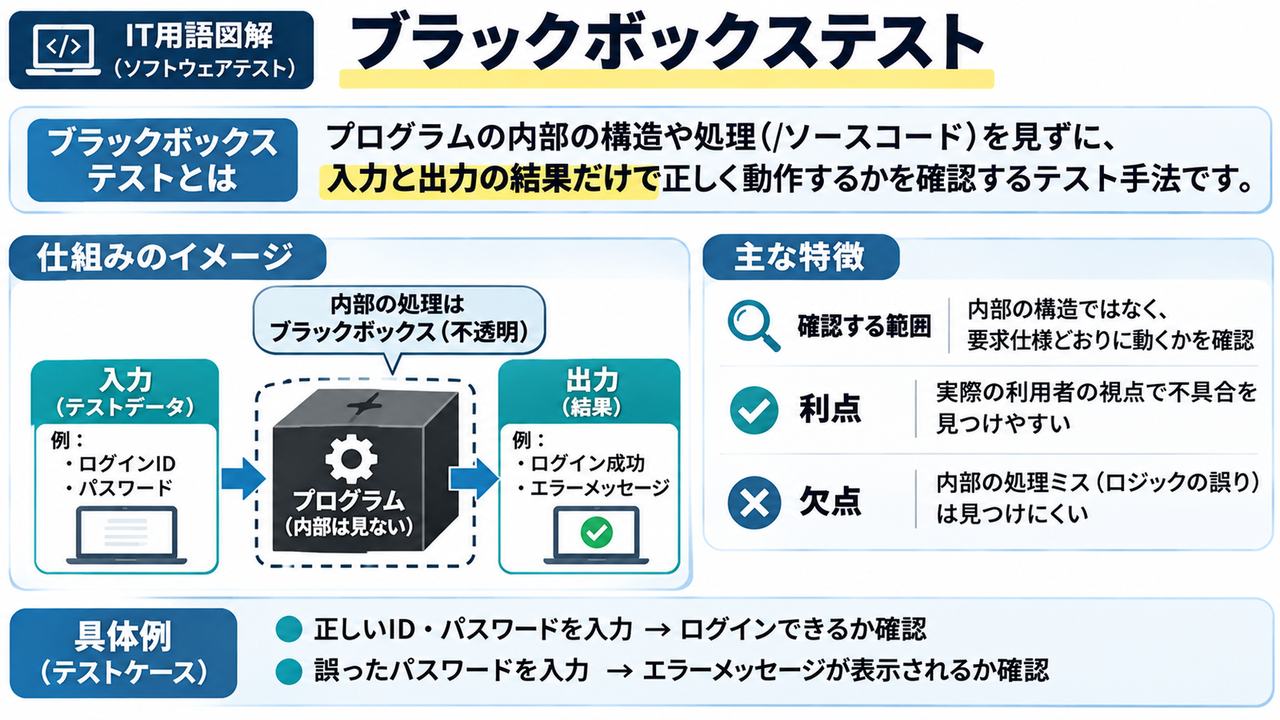 </>
IT用語図解
(ソフトウェアテスト)
ブラックボックステスト
ブラックボックス
テストとは
プログラムの内部の構造や処理(/ソースコード)を見ずに、
入力と出力の結果だけで正しく動作するかを確認するテスト手法です。
仕組みのイメージ
内部の処理は
ブラックボックス(不透明)
入力
(テストデータ)
例:
・ログインID
・パスワード
プログラム
(内部は見ない)
出力
(結果)
例:
・ログイン成功
・エラーメッセージ
主な特徴
確認する範囲
内部の構造ではなく、
要求仕様どおりに動くかを確認
利点
実際の利用者の視点で不具合を
見つけやすい
欠点
内部の処理ミス(ロジックの誤り)
は見つけにくい
具体例
(テストケース)
正しいID・パスワードを入力 → ログインできるか確認
誤ったパスワードを入力 → エラーメッセージが表示されるか確認